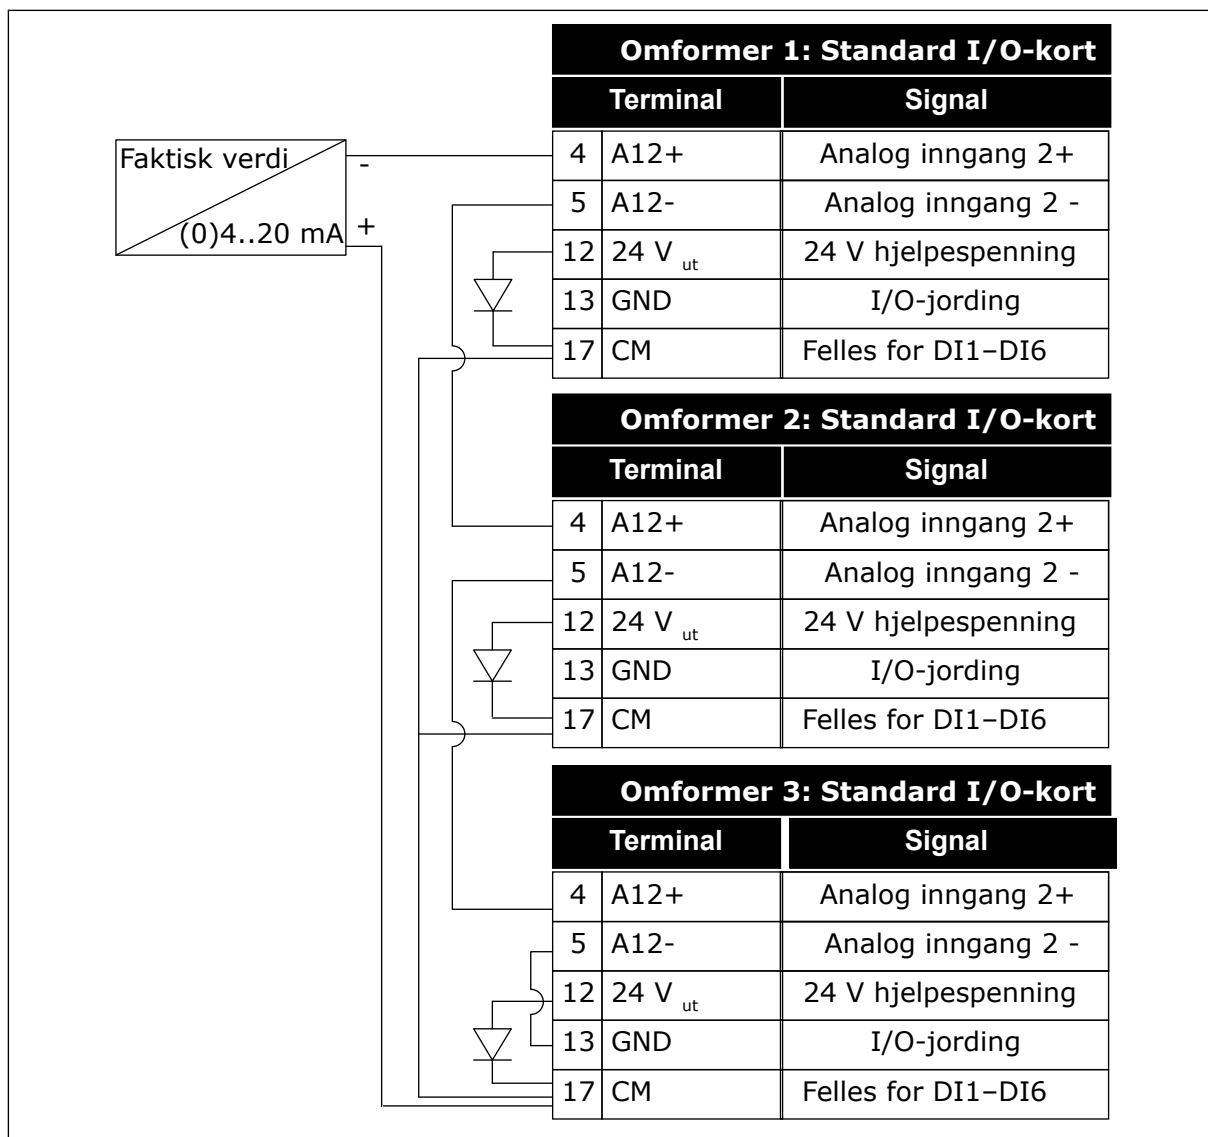 Omformer 1: Standard I/O-kort
Terminal Signal
Faktisk verdi
-
(0)4..20 mA
+
4 A12+ Analog inngang 2+
5 A12- Analog inngang 2 -
12 24 V ut 24 V hjelpespenning
13 GND I/O-jording
17 CM Felles for DI1–DI6
Omformer 2: Standard I/O-kort
Terminal Signal
4 A12+ Analog inngang 2+
5 A12- Analog inngang 2 -
12 24 V ut 24 V hjelpespenning
13 GND I/O-jording
17 CM Felles for DI1–DI6
Omformer 3: Standard I/O-kort
Terminal Signal
4 A12+ Analog inngang 2+
5 A12- Analog inngang 2 -
12 24 V ut 24 V hjelpespenning
13 GND I/O-jording
17 CM Felles for DI1–DI6